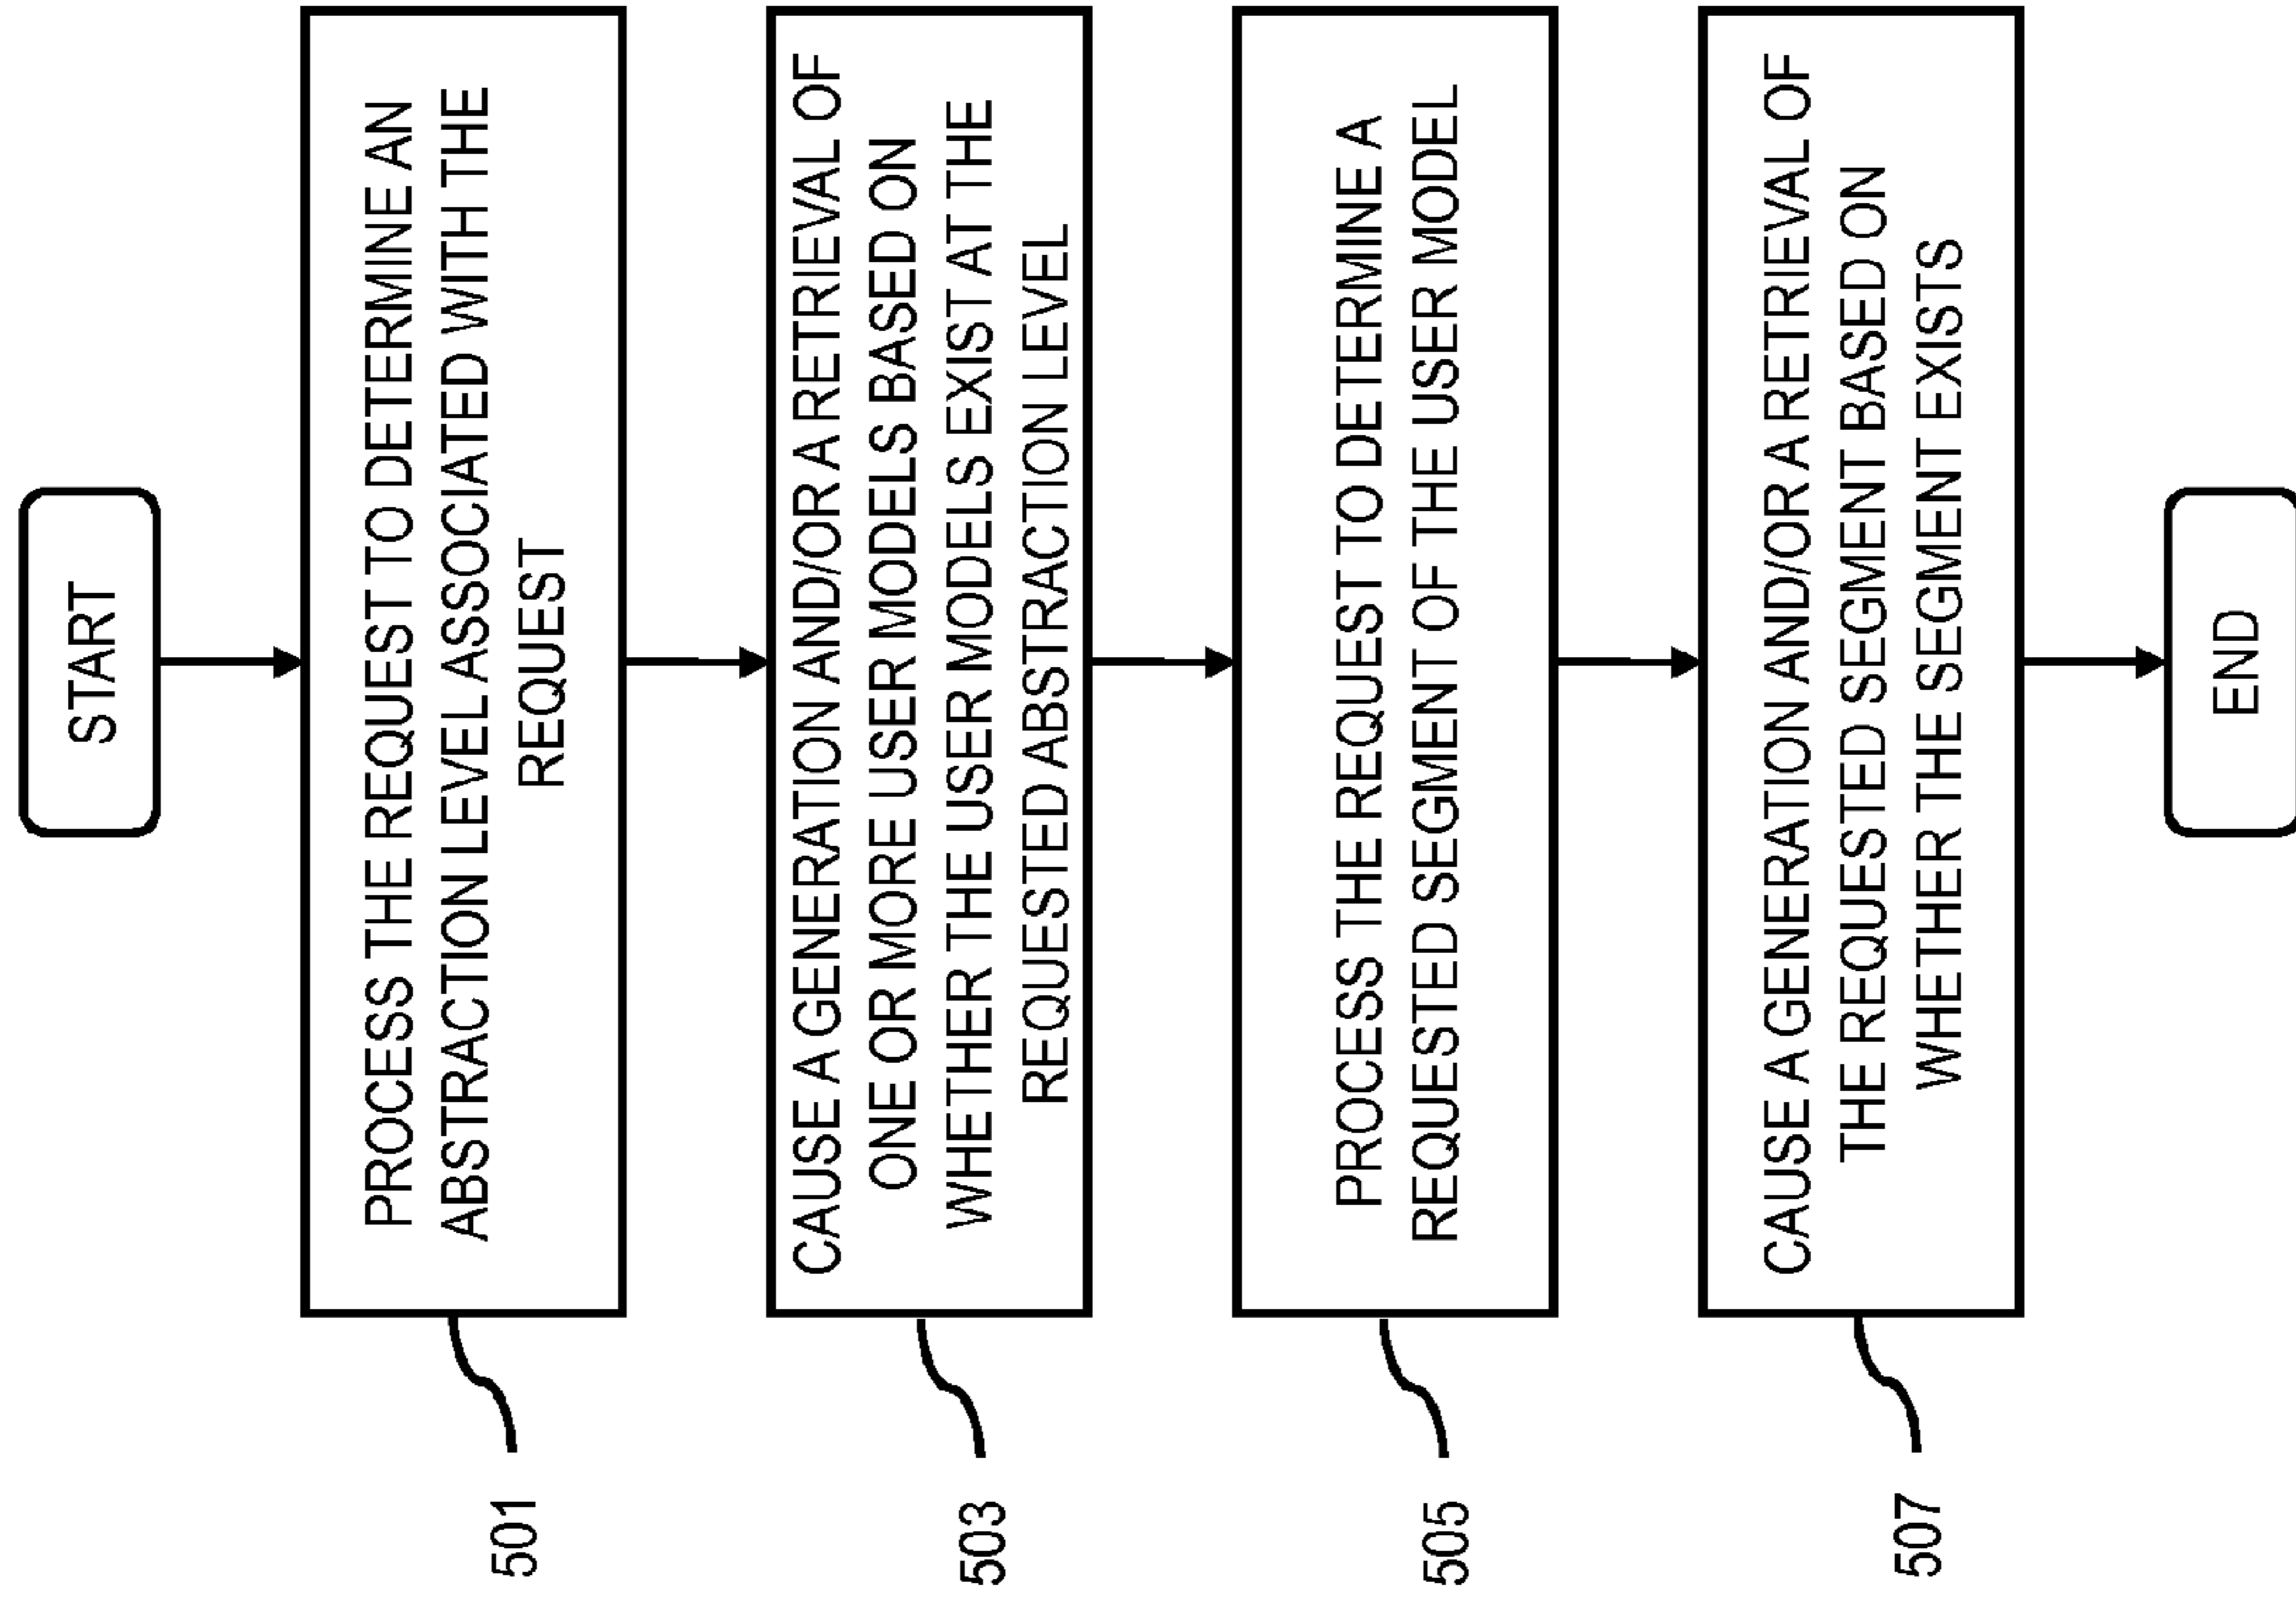 START
PROCESS THE REQUEST TO DETERMINE AN
ABSTRACTION LEVEL ASSOCIATED WITH THE
REQUEST
501
CAUSE A GENERATION AND/OR A RETRIEVAL OF
ONE OR MORE USER MODELS BASED ON
WHETHER THE USER MODELS EXIST AT THE
REQUESTED ABSTRACTION LEVEL
503
PROCESS THE REQUEST TO DETERMINE A
REQUESTED SEGMENT OF THE USER MODEL
505
CAUSE A GENERATION AND/OR A RETRIEVAL OF
THE REQUESTED SEGMENT BASED ON
WHETHER THE SEGMENT EXISTS
507
END